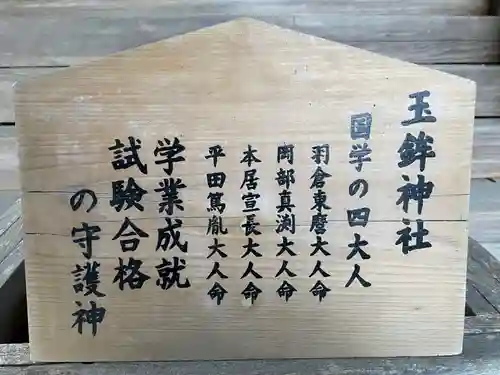 玉鉾神社
国学の四大人
羽倉東麿大人命
岡部真渕大人命
本居宣長大人命
平田篤胤大人命
学業成就
試験合格
の守護神